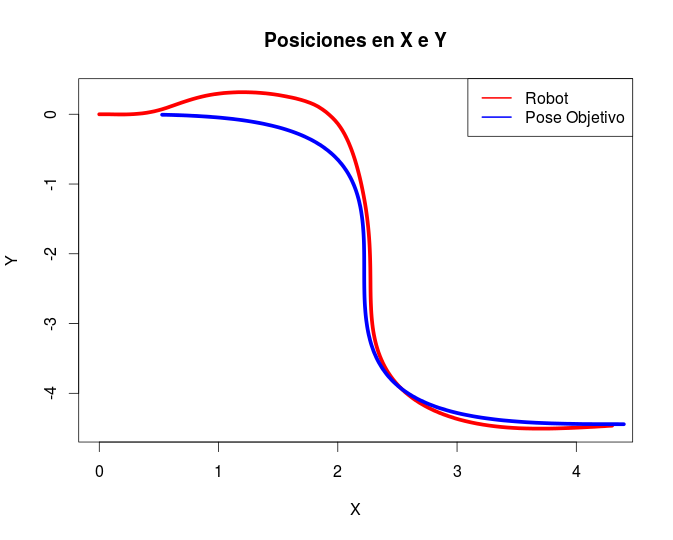 Posiciones en X e Y
Robot
Pose Objetivo
0
-1
-2
-3
-4
Y
0 1 2 3 4
X